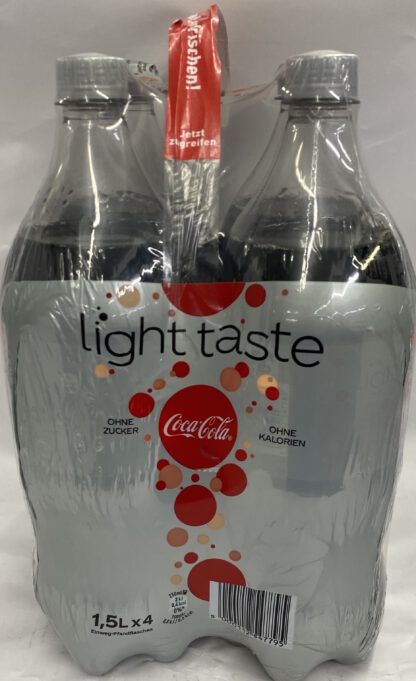 frischen!
Jetzt
zugreifen
light taste
OHNE
ZUCKER
Coca-Cola
OHNE
KALORIEN
1,5L x 4
Einweg-Pfandflaschen